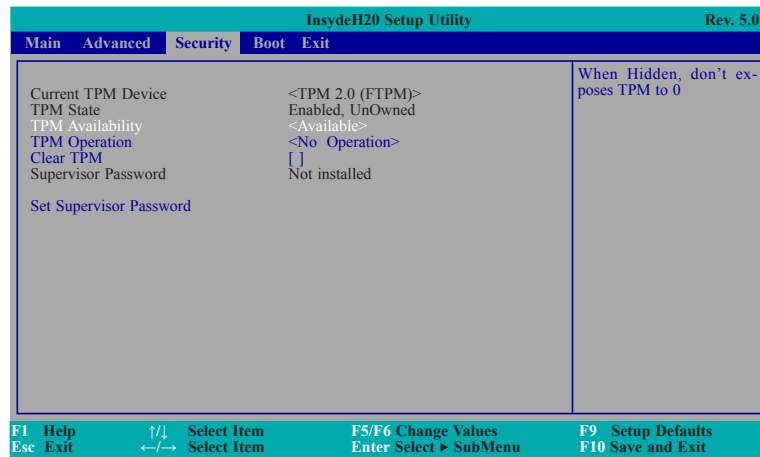 InsydeH20 Setup Utility Rev. 5.0
Main Advanced Security Boot Exit
Current TPM Device <TPM 2.0 (FTPM)>
TPM State Enabled, UnOwned
TPM Availability <Available>
TPM Operation <No Operation>
Clear TPM [ ]
Supervisor Password Not installed
Set Supervisor Password
When Hidden, don't ex-
poses TPM to 0
F1 Help ↑/↓ Select Item F5/F6 Change Values F9 Setup Defaults
Esc Exit ←/→ Select Item Enter Select ► SubMenu F10 Save and Exit